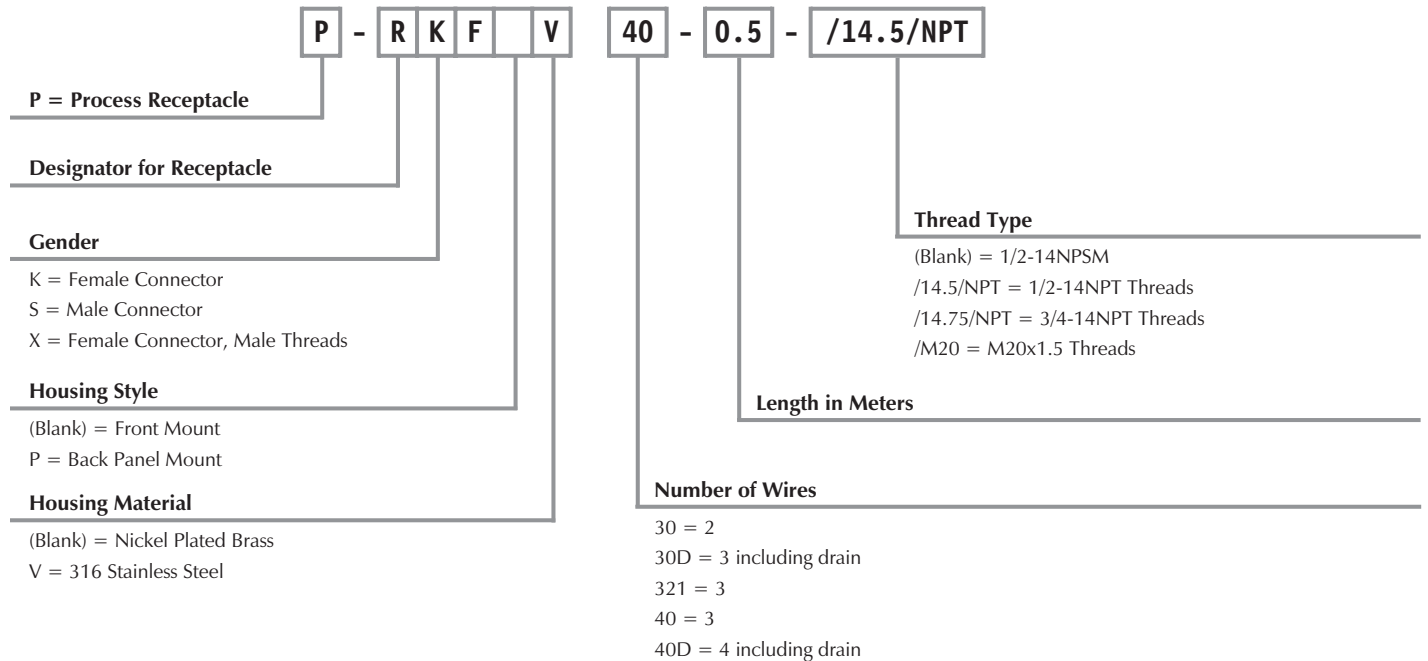 P - R K F V 40 - 0.5 - /14.5/NPT
P = Process Receptacle
Designator for Receptacle
Gender
K = Female Connector
S = Male Connector
X = Female Connector, Male Threads
Housing Style
(Blank) = Front Mount
P = Back Panel Mount
Housing Material
(Blank) = Nickel Plated Brass
V = 316 Stainless Steel
Thread Type
(Blank) = 1/2-14NPSM
/14.5/NPT = 1/2-14NPT Threads
/14.75/NPT = 3/4-14NPT Threads
/M20 = M20x1.5 Threads
Length in Meters
Number of Wires
30 = 2
30D = 3 including drain
321 = 3
40 = 3
40D = 4 including drain